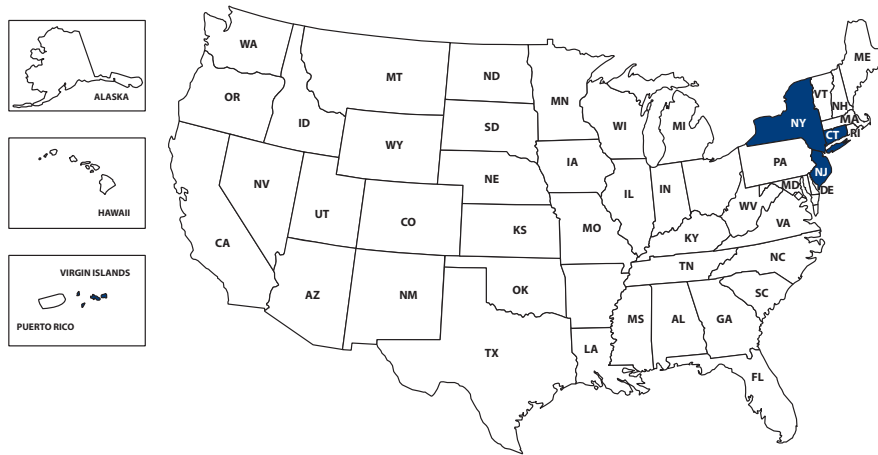 WA
MT
ND
MN
ME
VT
NH
ALASKA
OR
ID
SD
WI
MI
NY
MA
CT
RI
WY
IA
PA
NJ
NE
MD
DE
NV
UT
CO
KS
MO
IL
IN
WV
VA
HAWAII
CA
KY
NC
TN
VIRGIN ISLANDS
PUERTO RICO
AZ
NM
OK
SC
MS
AL
GA
TX
LA
FL